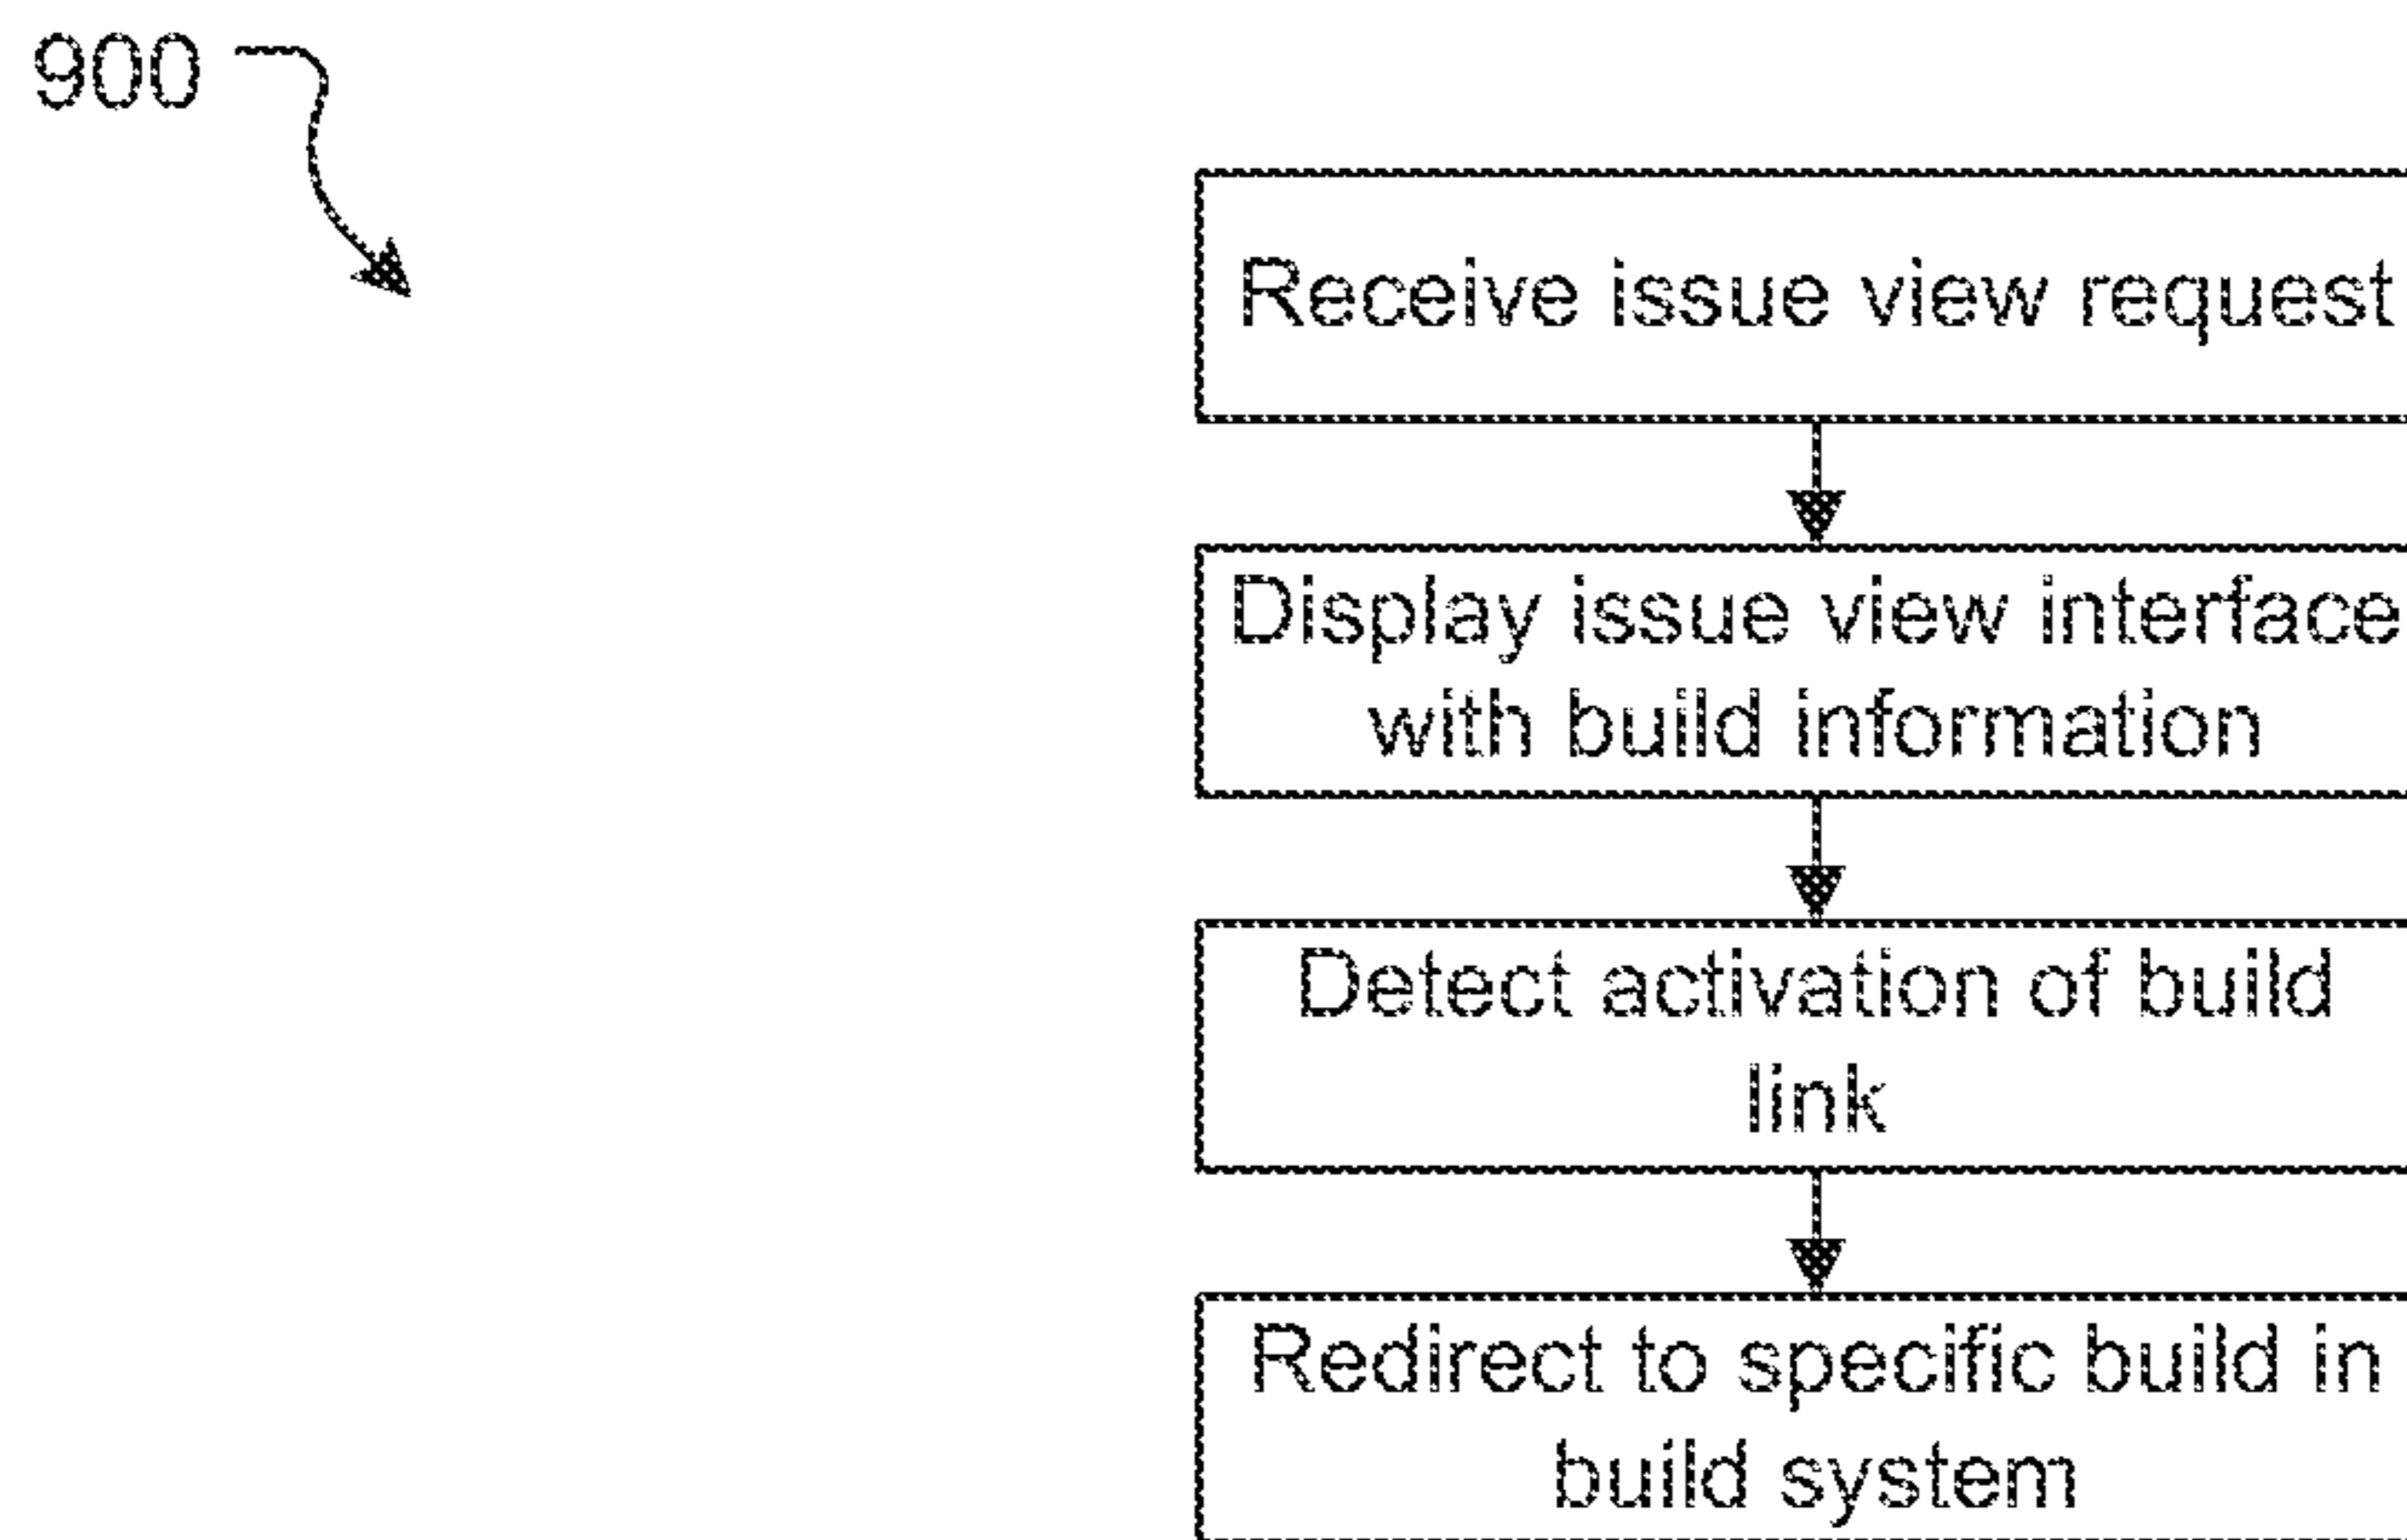 900
Receive issue view request
Display issue view interface
with build information
Detect activation of build
link
Redirect to specific build in
build system